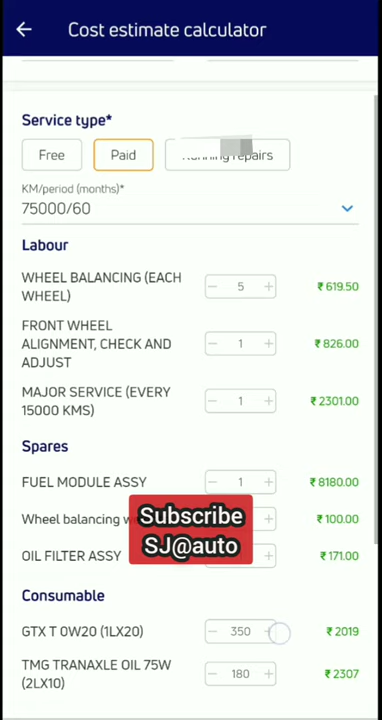 Cost estimate calculator
Service type*
Free
Paid
repairs
KM/period (months)*
75000/60
Labour
WHEEL BALANCING (EACH
WHEEL)
5
₹ 619.50
FRONT WHEEL
ALIGNMENT, CHECK AND
ADJUST
1
₹ 826.00
MAJOR SERVICE (EVERY
15000 KMS)
1
₹ 2301.00
Spares
FUEL MODULE ASSY
1
₹ 8180.00
Wheel balancing
₹ 100.00
OIL FILTER ASSY
₹ 171.00
Subscribe
SJ@auto
Consumable
GTX T 0W20 (1LX20)
350
₹ 2019
TMG TRANAXLE OIL 75W
(2LX10)
180
₹ 2307